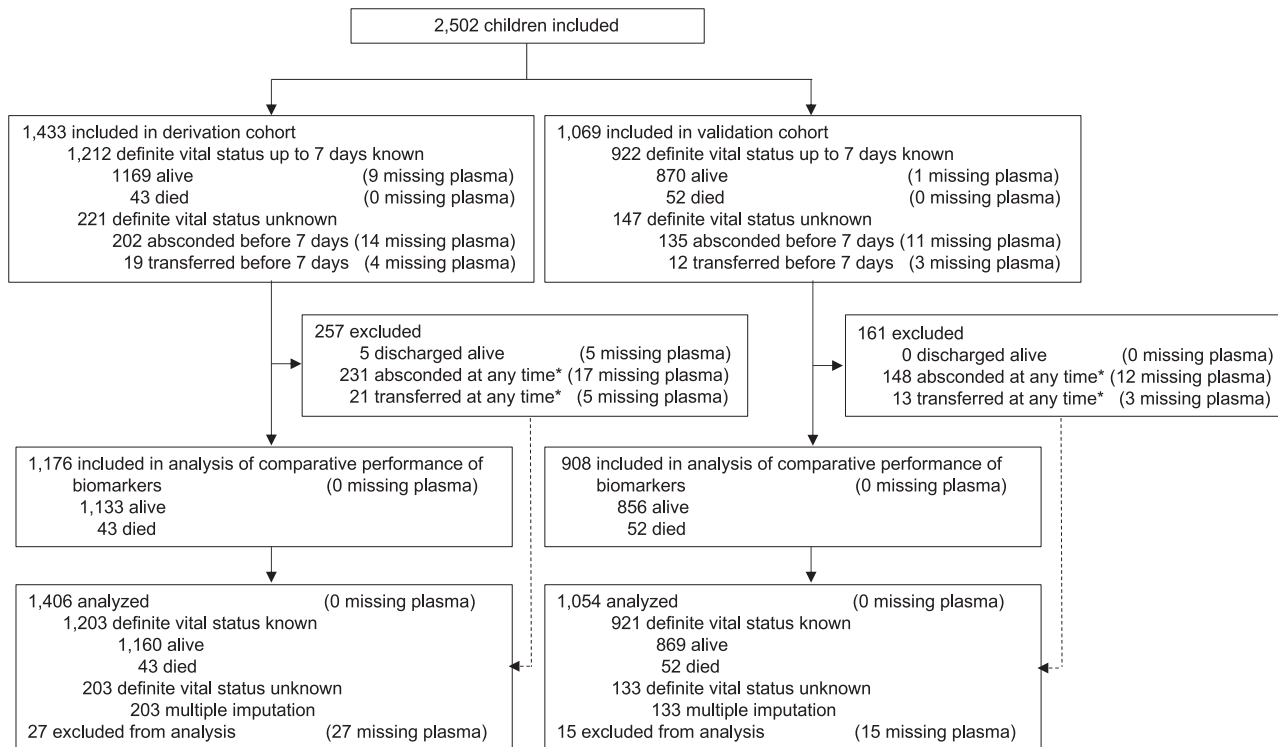 2,502 children included
1,433 included in derivation cohort
1,212 definite vital status up to 7 days known
1169 alive (9 missing plasma)
43 died (0 missing plasma)
221 definite vital status unknown
202 absconded before 7 days (14 missing plasma)
19 transferred before 7 days (4 missing plasma)
1,069 included in validation cohort
922 definite vital status up to 7 days known
870 alive (1 missing plasma)
52 died (0 missing plasma)
147 definite vital status unknown
135 absconded before 7 days (11 missing plasma)
12 transferred before 7 days (3 missing plasma)
257 excluded
5 discharged alive (5 missing plasma)
231 absconded at any time* (17 missing plasma)
21 transferred at any time* (5 missing plasma)
161 excluded
0 discharged alive (0 missing plasma)
148 absconded at any time* (12 missing plasma)
13 transferred at any time* (3 missing plasma)
1,176 included in analysis of comparative performance of
biomarkers (0 missing plasma)
1,133 alive
43 died
908 included in analysis of comparative performance of
biomarkers (0 missing plasma)
856 alive
52 died
1,406 analyzed (0 missing plasma)
1,203 definite vital status known
1,160 alive
43 died
203 definite vital status unknown
203 multiple imputation
27 excluded from analysis (27 missing plasma)
1,054 analyzed (0 missing plasma)
921 definite vital status known
869 alive
52 died
133 definite vital status unknown
133 multiple imputation
15 excluded from analysis (15 missing plasma)